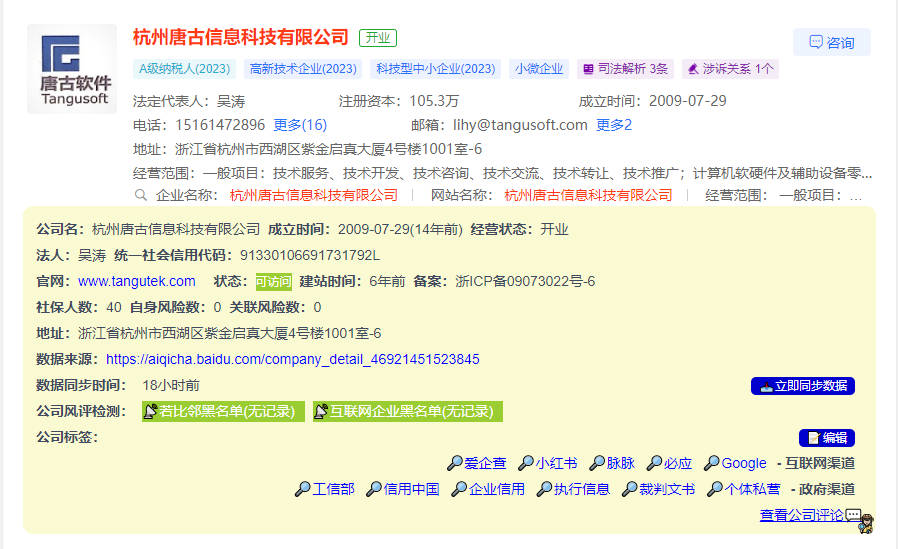 杭州唐古信息科技有限公司 开业
咨询
唐古软件
Tangusoft
A级纳税人(2023) 高新技术企业(2023) 科技型中小企业(2023) 小微企业 司法解析 3条 涉诉关系 1个
法定代表人：吴涛 注册资本：105.3万 成立时间：2009-07-29
电话：15161472896 更多(16) 邮箱：lihy@tangusoft.com 更多2
地址：浙江省杭州市西湖区紫金启真大厦4号楼1001室-6
经营范围：一般项目：技术服务、技术开发、技术咨询、技术交流、技术转让、技术推广；计算机软硬件及辅助设备零...
企业名称： 杭州唐古信息科技有限公司 | 网站名称： 杭州唐古信息科技有限公司 | 经营范围： 一般项目：...
公司名：杭州唐古信息科技有限公司 成立时间：2009-07-29(14年前) 经营状态：开业
法人：吴涛 统一社会信用代码：91330106691731792L
官网：www.tangutek.com 状态：可访问 建站时间：6年前 备案：浙ICP备09073022号-6
社保人数：40 自身风险数：0 关联风险数：0
地址：浙江省杭州市西湖区紫金启真大厦4号楼1001室-6
数据来源：https://aiqicha.baidu.com/company_detail_46921451523845
数据同步时间： 18小时前 立即同步数据
公司风评检测： 若比邻黑名单(无记录) 互联网企业黑名单(无记录)
公司标签： 编辑
爱企查 小红书 脉脉 必应 Google - 互联网渠道
工信部 信用中国 企业信用 执行信息 裁判文书 个体私营 - 政府渠道
查看公司评论